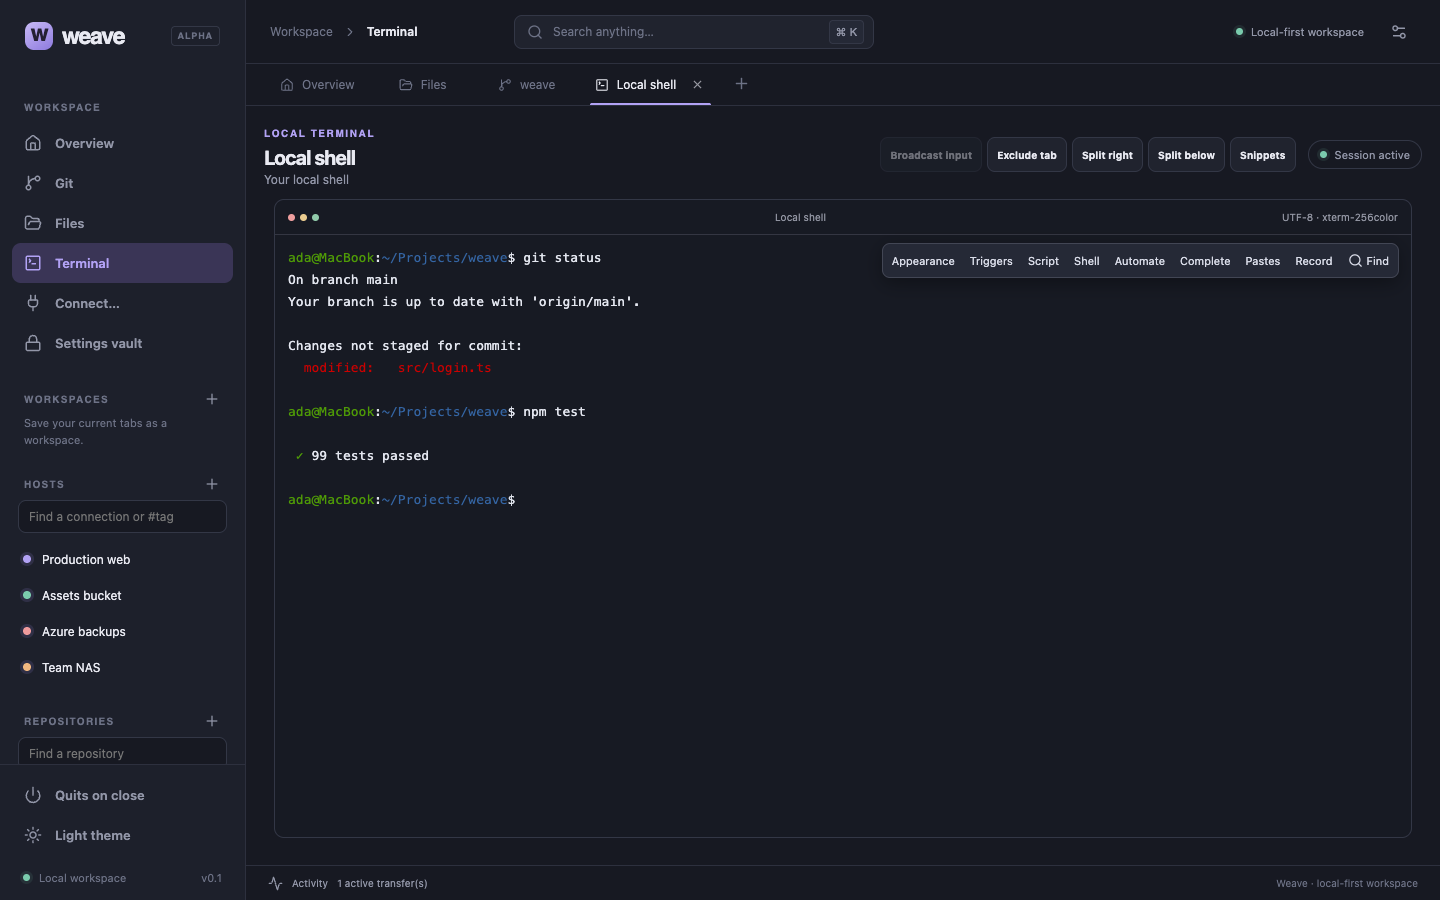 W weave ALPHA
Workspace > Terminal
Search anything... ⌘ K
Local-first workspace
Overview
Files
weave
Local shell
WORKSPACE
Overview
Git
Files
Terminal
Connect...
Settings vault
WORKSPACES
Save your current tabs as a
workspace.
HOSTS
Find a connection or #tag
Production web
Assets bucket
Azure backups
Team NAS
REPOSITORIES
Find a repository
Quits on close
Light theme
Local workspace v0.1
LOCAL TERMINAL
Local shell
Your local shell
Broadcast input
Exclude tab
Split right
Split below
Snippets
Session active
Local shell
UTF-8 · xterm-256color
Appearance Triggers Script Shell Automate Complete Pastes Record Find
ada@MacBook:~/Projects/weave$ git status
On branch main
Your branch is up to date with 'origin/main'.
Changes not staged for commit:
modified: src/login.ts
ada@MacBook:~/Projects/weave$ npm test
✓ 99 tests passed
ada@MacBook:~/Projects/weave$
Activity 1 active transfer(s)
Weave · local-first workspace